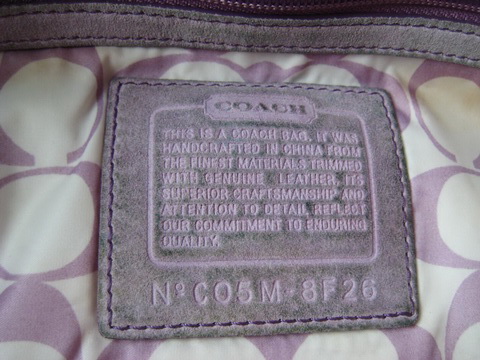 COACH
THIS IS A COACH BAG. IT WAS
HANDCRAFTED IN CHINA FROM
THE FINEST MATERIALS TRIMMED
WITH GENUINE LEATHER, ITS
SUPERIOR CRAFTSMANSHIP AND
ATTENTION TO DETAIL REFLECT
OUR COMMITMENT TO ENDURING
QUALITY.
Nº CO5M-8F26